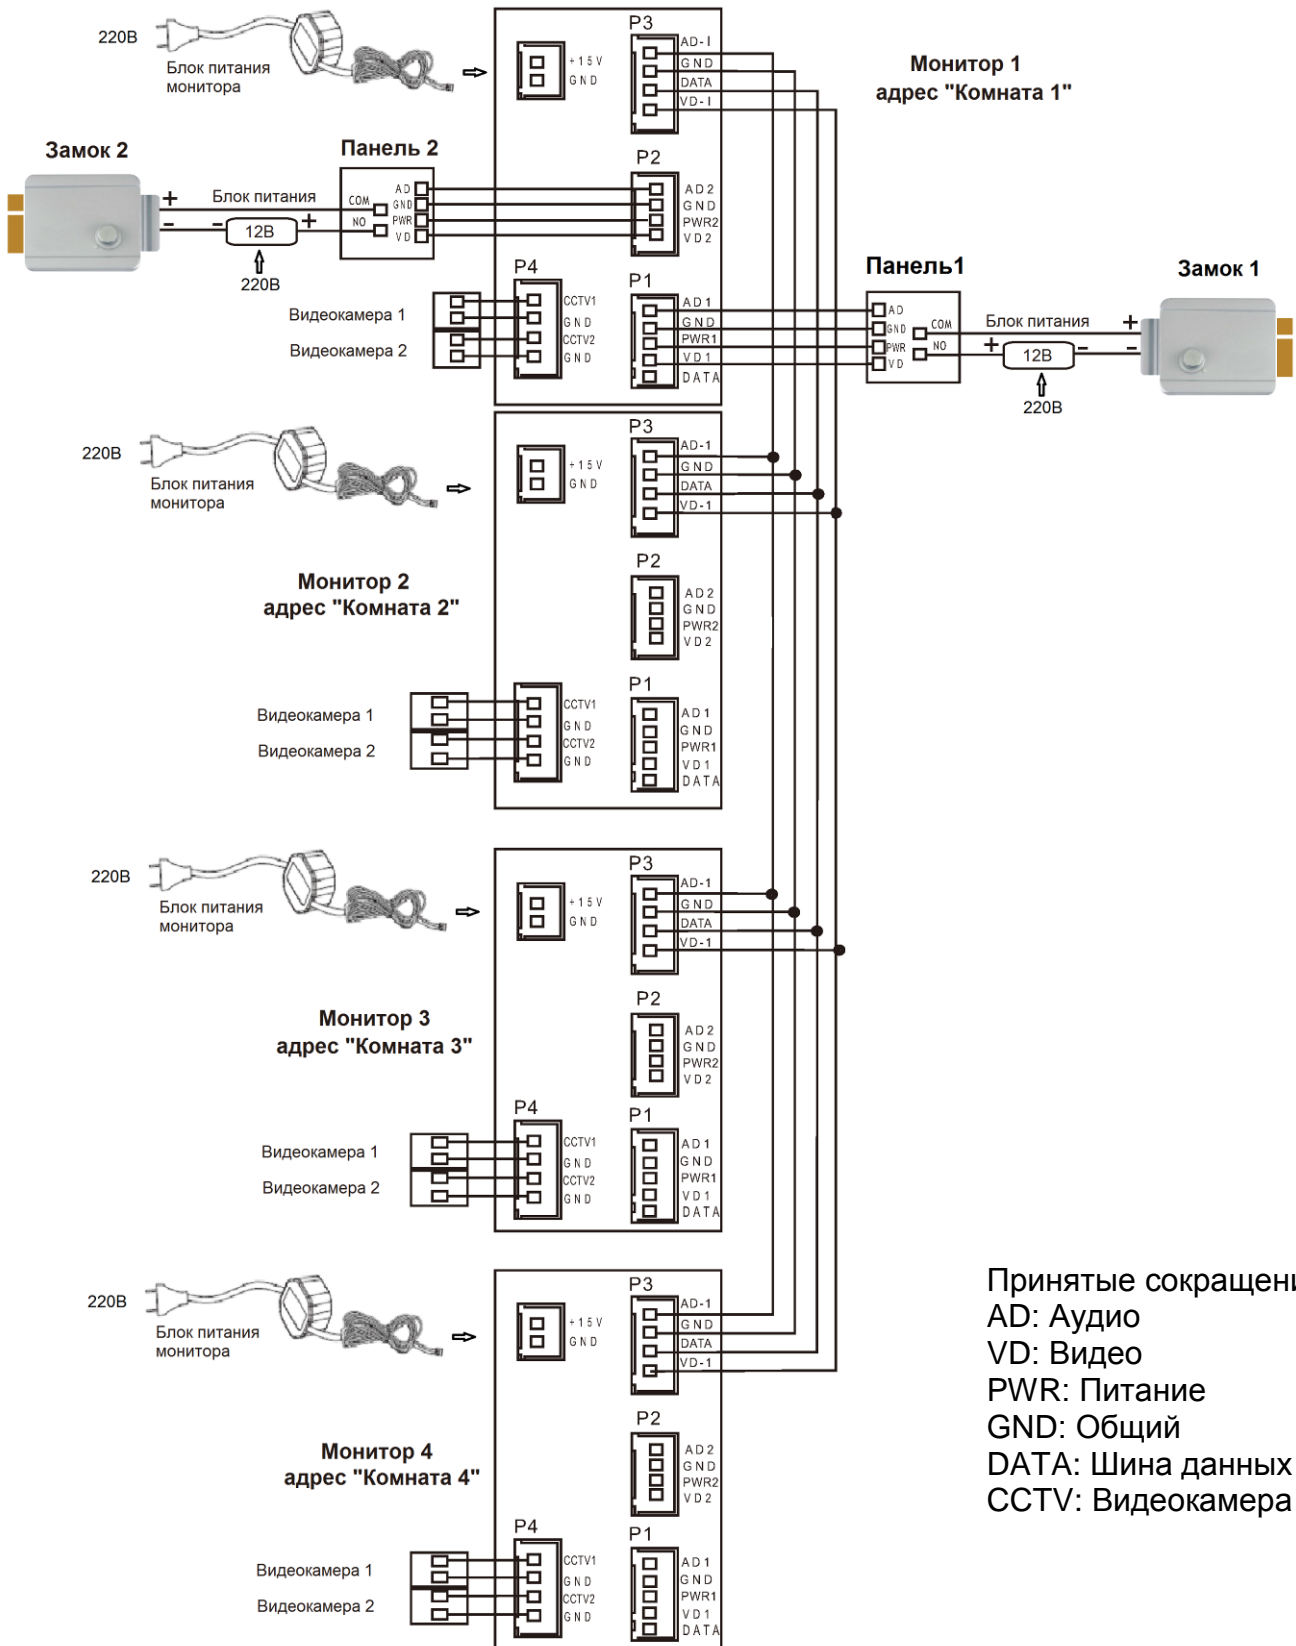 220В
Блок питания
монитора
+15V
GND
P3
AD-I
GND
DATA
VD-I
Монитор 1
адрес "Комната 1"
Замок 2
+
-
Блок питания
-
12В
+
220В
Панель 2
COM
NO
AD
GND
PWR
VD
P2
AD2
GND
PWR2
VD2
Видеокамера 1
Видеокамера 2
P4
CCTV1
GND
CCTV2
GND
P1
AD1
GND
PWR1
VD1
DATA
Панель1
AD
GND
PWR
VD
COM
NO
Блок питания
+
12В
-
220В
+
-
Замок 1
220В
Блок питания
монитора
+15V
GND
P3
AD-1
GND
DATA
VD-1
Монитор 2
адрес "Комната 2"
P2
AD2
GND
PWR2
VD2
Видеокамера 1
Видеокамера 2
CCTV1
GND
CCTV2
GND
P1
AD1
GND
PWR1
VD1
DATA
220В
Блок питания
монитора
+15V
GND
P3
AD-1
GND
DATA
VD-1
Монитор 3
адрес "Комната 3"
P2
AD2
GND
PWR2
VD2
Видеокамера 1
Видеокамера 2
P4
CCTV1
GND
CCTV2
GND
P1
AD1
GND
PWR1
VD1
DATA
220В
Блок питания
монитора
+15V
GND
P3
AD-1
GND
DATA
VD-1
Монитор 4
адрес "Комната 4"
P2
AD2
GND
PWR2
VD2
Видеокамера 1
Видеокамера 2
P4
CCTV1
GND
CCTV2
GND
P1
AD1
GND
PWR1
VD1
DATA
Принятые сокращени
AD: Аудио
VD: Видео
PWR: Питание
GND: Общий
DATA: Шина данных
CCTV: Видеокамера